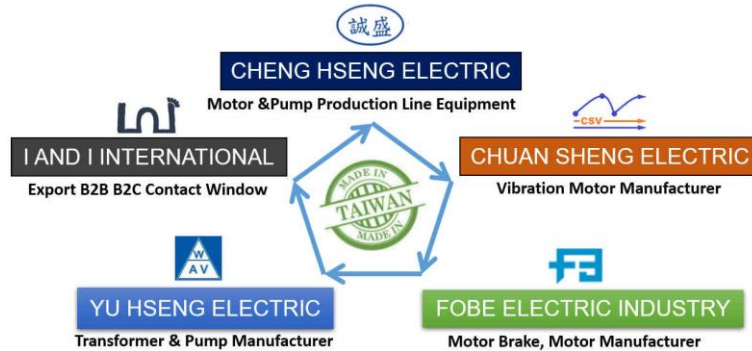 誠盛
CHENG HSENG ELECTRIC
Motor &Pump Production Line Equipment
I AND I INTERNATIONAL
Export B2B B2C Contact Window
CSV
CHUAN SHENG ELECTRIC
Vibration Motor Manufacturer
MADE IN
TAIWAN
MADE IN
W
AV
YU HSENG ELECTRIC
Transformer & Pump Manufacturer
FOBE ELECTRIC INDUSTRY
Motor Brake, Motor Manufacturer